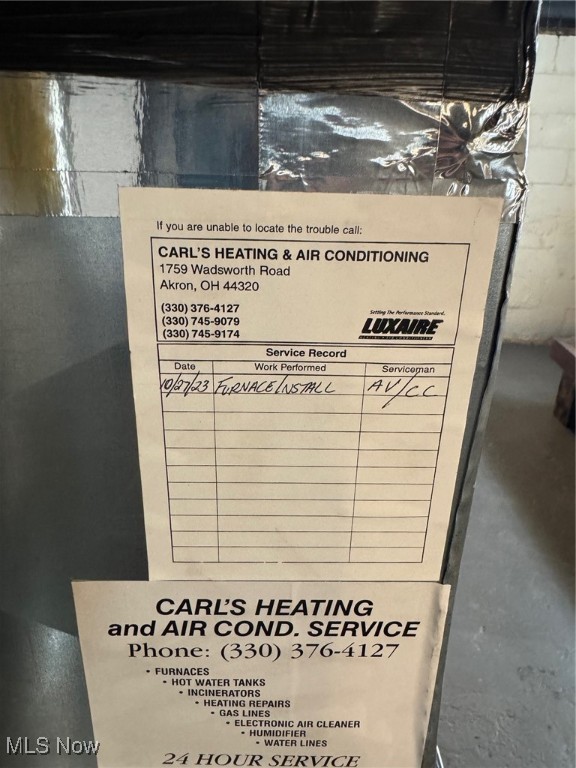 If you are unable to locate the trouble call:
CARL'S HEATING & AIR CONDITIONING
1759 Wadsworth Road
Akron, OH 44320
(330) 376-4127
(330) 745-9079
(330) 745-9174
Setting The Performance Standard.
LUXAIRE
HEATING & AIR CONDITIONING
Service Record
Date Work Performed Serviceman
10/27/23 FURNACE/INSTALL AV/CC
CARL'S HEATING
and AIR COND. SERVICE
Phone: (330) 376-4127
• FURNACES
• HOT WATER TANKS
• INCINERATORS
• HEATING REPAIRS
• GAS LINES
• ELECTRONIC AIR CLEANER
• HUMIDIFIER
• WATER LINES
24 HOUR SERVICE
MLS Now